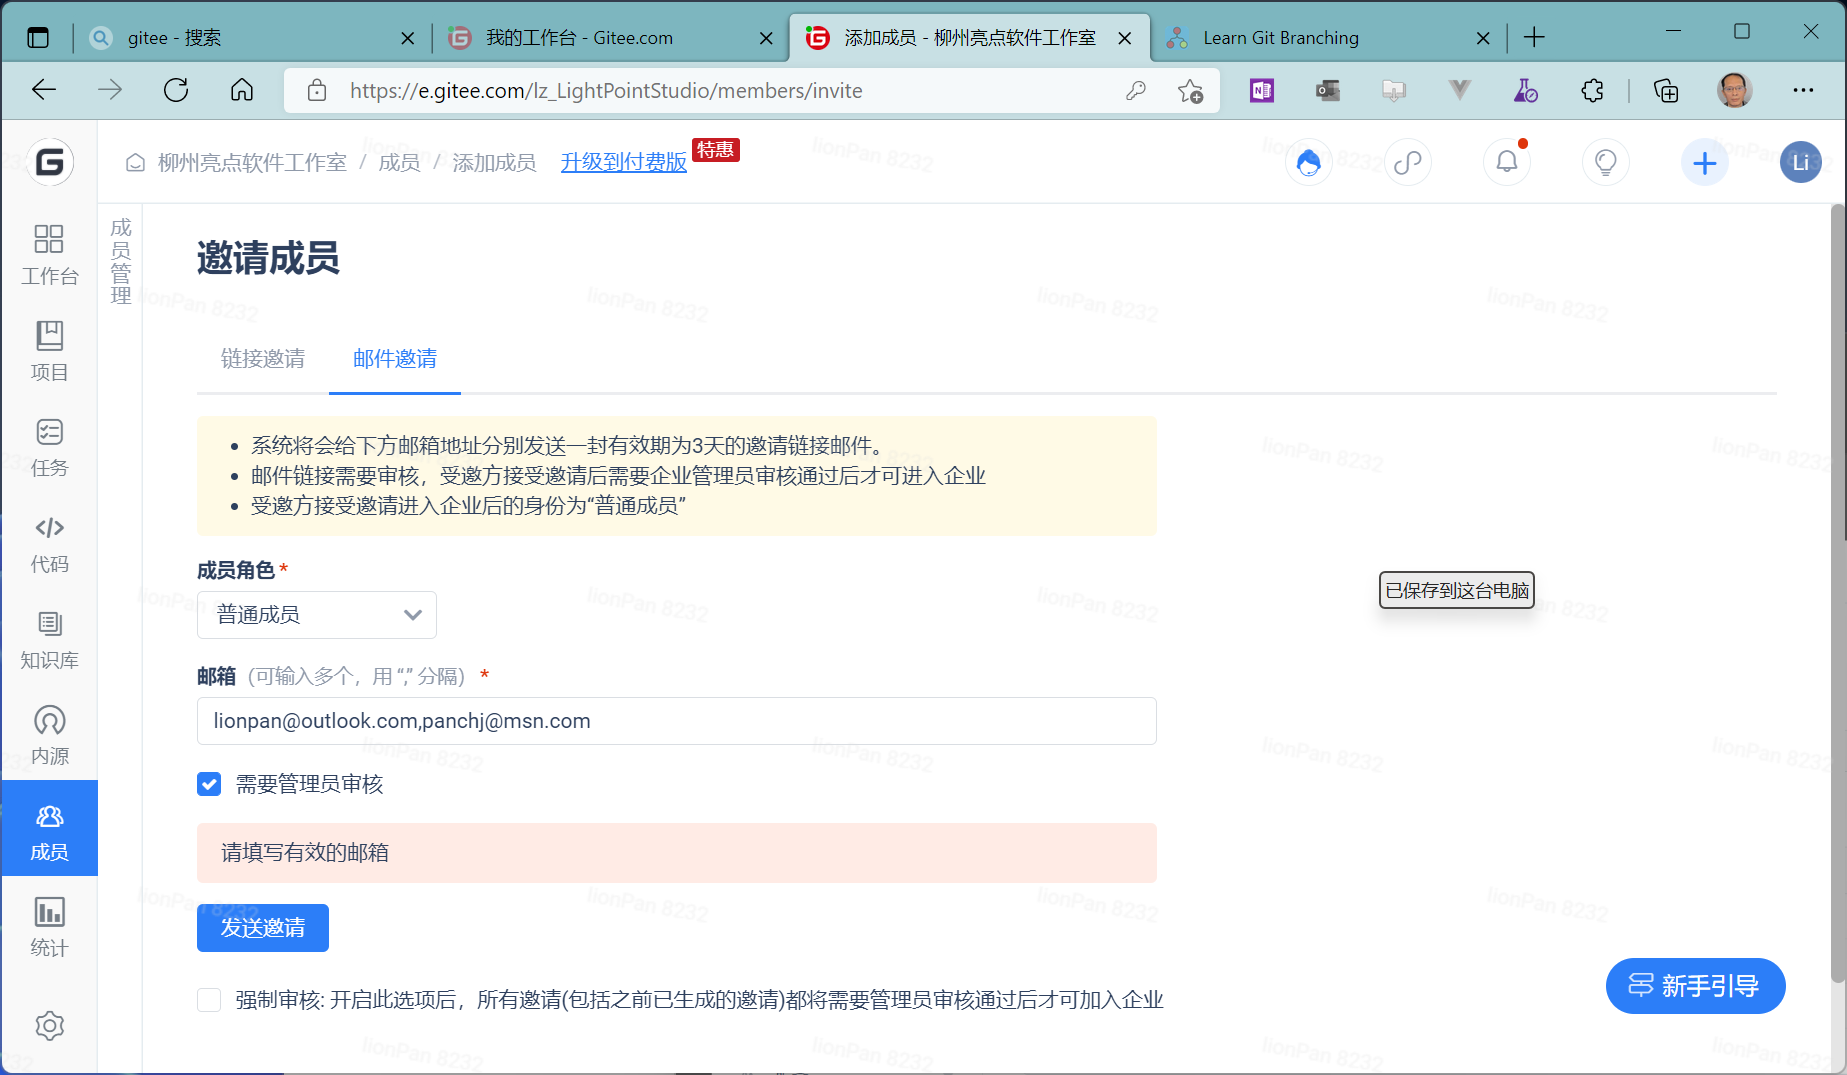 gitee - 搜索
我的工作台 - Gitee.com
添加成员 - 柳州亮点软件工作室
Learn Git Branching
https://e.gitee.com/lz_LightPointStudio/members/invite
柳州亮点软件工作室 / 成员 / 添加成员
升级到付费版
特惠
Li
工作台
项目
任务
代码
知识库
内源
成员
统计
成员管理
邀请成员
链接邀请
邮件邀请
• 系统将会给下方邮箱地址分别发送一封有效期为3天的邀请链接邮件。
• 邮件链接需要审核，受邀方接受邀请后需要企业管理员审核通过后才可进入企业
• 受邀方接受邀请进入企业后的身份为“普通成员”
成员角色*
普通成员
已保存到这台电脑
邮箱 (可输入多个，用 “,” 分隔) *
lionpan@outlook.com,panchj@msn.com
需要管理员审核
请填写有效的邮箱
发送邀请
强制审核: 开启此选项后，所有邀请(包括之前已生成的邀请)都将需要管理员审核通过后才可加入企业
新手引导
lionPan 8232